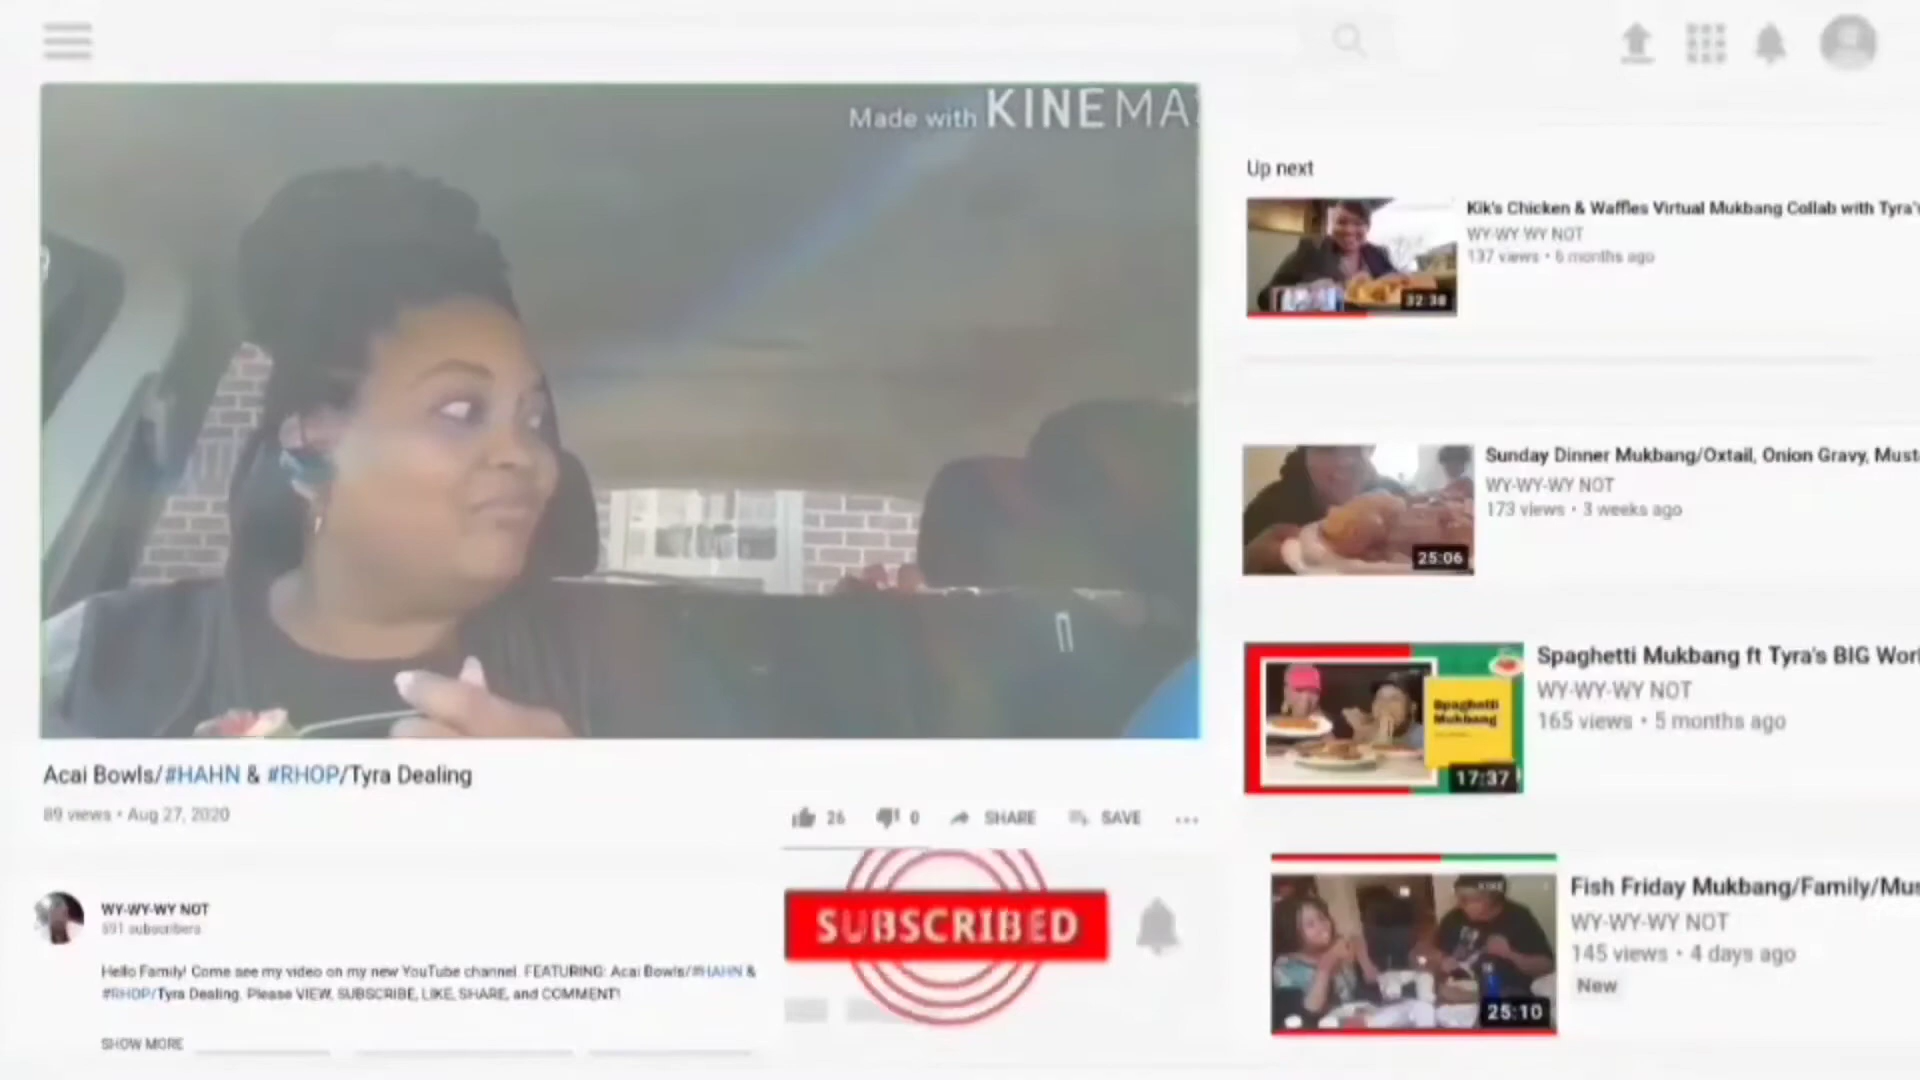 Made with KINEMA
Up next
Kik's Chicken & Waffles Virtual Mukbang Collab with Tyra's
WY-WY WY NOT
137 views • 6 months ago
32:38
Sunday Dinner Mukbang/Oxtail, Onion Gravy, Must
WY-WY-WY NOT
173 views • 3 weeks ago
25:06
Spaghetti Mukbang ft Tyra's BIG Worl
WY-WY-WY NOT
165 views • 5 months ago
Spaghetti
Mukbang
17:37
Fish Friday Mukbang/Family/Mus
WY-WY-WY NOT
145 views • 4 days ago
New
25:10
Acai Bowls/#HAHN & #RHOP/Tyra Dealing
89 views • Aug 27, 2020
26 0 SHARE SAVE
WY-WY-WY NOT
591 subscribers
SUBSCRIBED
Hello Family! Come see my video on my new YouTube channel. FEATURING: Acai Bowls/#HAHN &
#RHOP/Tyra Dealing. Please VIEW, SUBSCRIBE, LIKE, SHARE, and COMMENT!
SHOW MORE